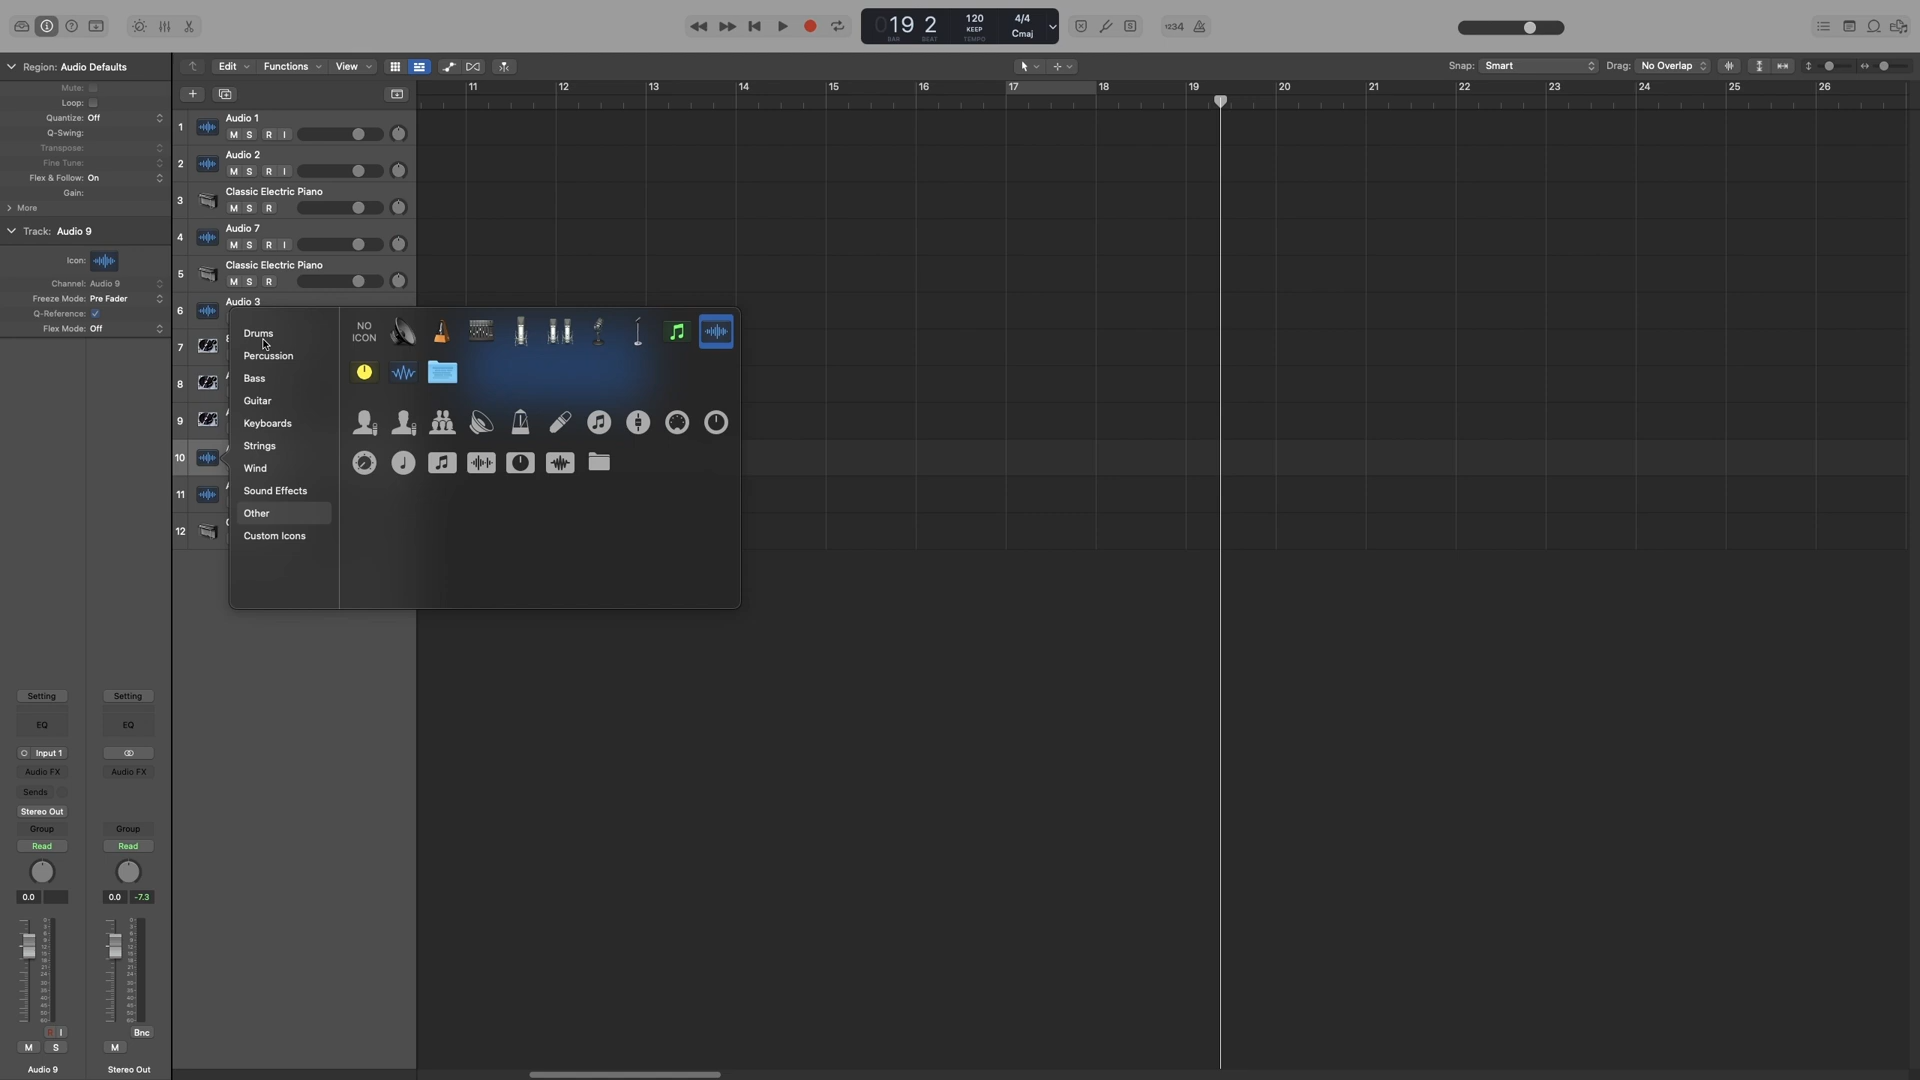 19 2
BAR BEAT
120
KEEP
TEMPO
4/4
Cmaj
1234
Region: Audio Defaults
Edit
Functions
View
Snap: Smart
Drag: No Overlap
11 12 13 14 15 16 17 18 19 20 21 22 23 24 25 26
Mute:
Loop:
Quantize: Off
Q-Swing:
Transpose:
Fine Tune:
Flex & Follow: On
Gain:
More
Track: Audio 9
Icon:
Channel: Audio 9
Freeze Mode: Pre Fader
Q-Reference:
Flex Mode: Off
1 Audio 1
M S R I
2 Audio 2
M S R I
3 Classic Electric Piano
M S R
4 Audio 7
M S R I
5 Classic Electric Piano
M S R
6 Audio 3
7
8
9
10
11
12
Drums
Percussion
Bass
Guitar
Keyboards
Strings
Wind
Sound Effects
Other
Custom Icons
NO
ICON
Setting Setting
EQ EQ
Input 1
Audio FX Audio FX
Sends
Stereo Out
Group Group
Read Read
0.0 0.0 -7.3
R I Bnc
M S M
Audio 9 Stereo Out